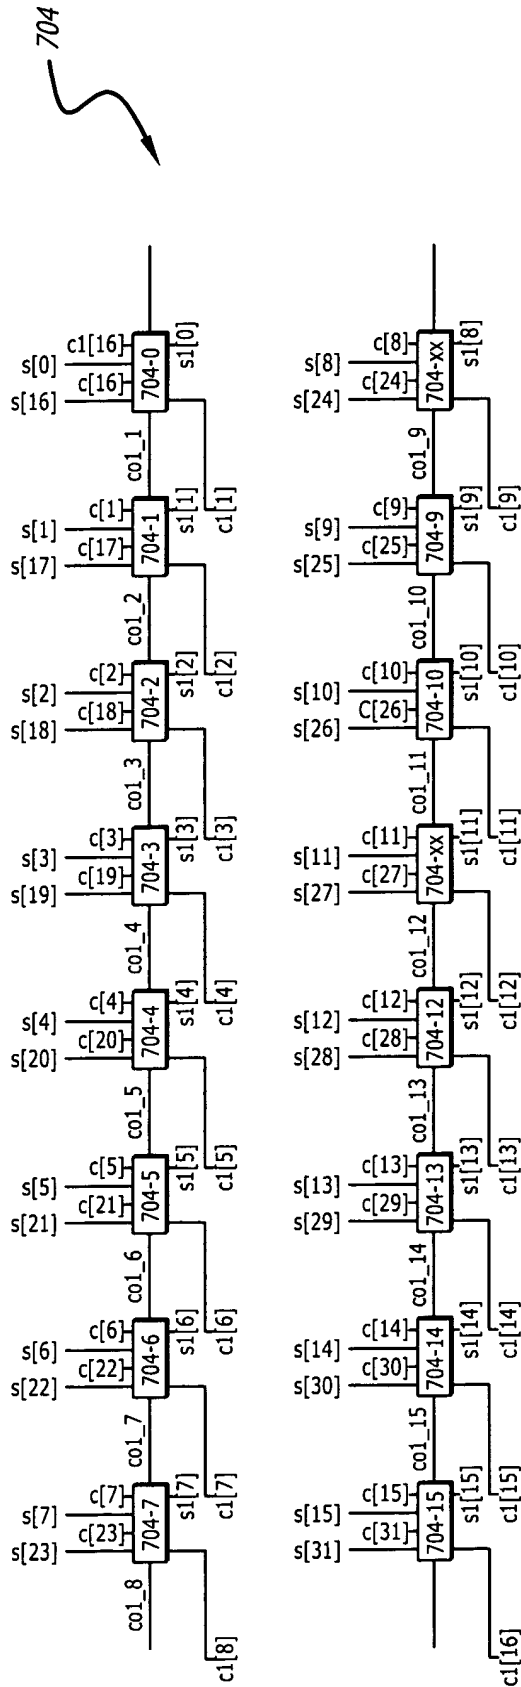 704
s[0]
c1[16]
s[16]
c[16]
704-0
s1[0]
co1_1
c1[1]
s[1]
c[1]
s[17]
c[17]
704-1
s1[1]
co1_2
c1[2]
s[2]
c[2]
s[18]
c[18]
704-2
s1[2]
co1_3
c1[3]
s[3]
c[3]
s[19]
c[19]
704-3
s1[3]
co1_4
c1[4]
s[4]
c[4]
s[20]
c[20]
704-4
s1[4]
co1_5
c1[5]
s[5]
c[5]
s[21]
c[21]
704-5
s1[5]
co1_6
c1[6]
s[6]
c[6]
s[22]
c[22]
704-6
s1[6]
co1_7
c1[7]
s[7]
c[7]
s[23]
c[23]
704-7
s1[7]
co1_8
c1[8]
s[8]
c[8]
s[24]
c[24]
704-xx
s1[8]
co1_9
c1[9]
s[9]
c[9]
s[25]
c[25]
704-9
s1[9]
co1_10
c1[10]
s[10]
c[10]
s[26]
C[26]
704-10
s1[10]
co1_11
c1[11]
s[11]
c[11]
s[27]
c[27]
704-xx
s1[11]
co1_12
c1[12]
s[12]
c[12]
s[28]
c[28]
704-12
s1[12]
co1_13
c1[13]
s[13]
c[13]
s[29]
c[29]
704-13
s1[13]
co1_14
c1[14]
s[14]
c[14]
s[30]
c[30]
704-14
s1[14]
co1_15
c1[15]
s[15]
c[15]
s[31]
c[31]
704-15
s1[15]
c1[16]